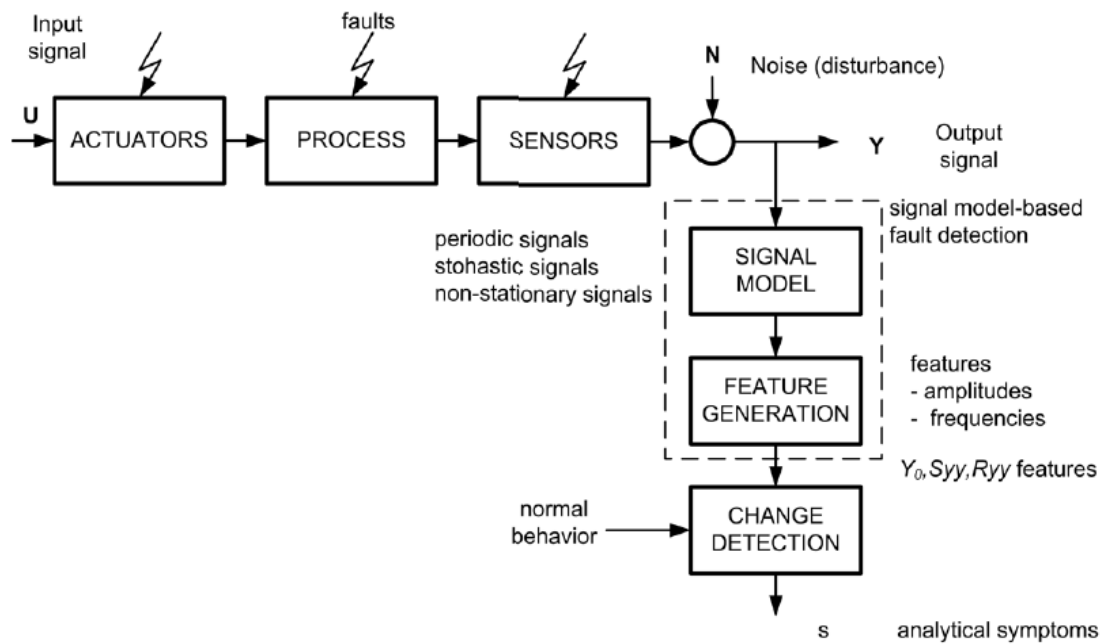 Input
signal
faults
N
Noise (disturbance)
U
ACTUATORS
PROCESS
SENSORS
Y
Output
signal
signal model-based
fault detection
periodic signals
stohastic signals
non-stationary signals
SIGNAL
MODEL
FEATURE
GENERATION
features
- amplitudes
- frequencies
Y₀,Syy,Ryy features
normal
behavior
CHANGE
DETECTION
s
analytical symptoms